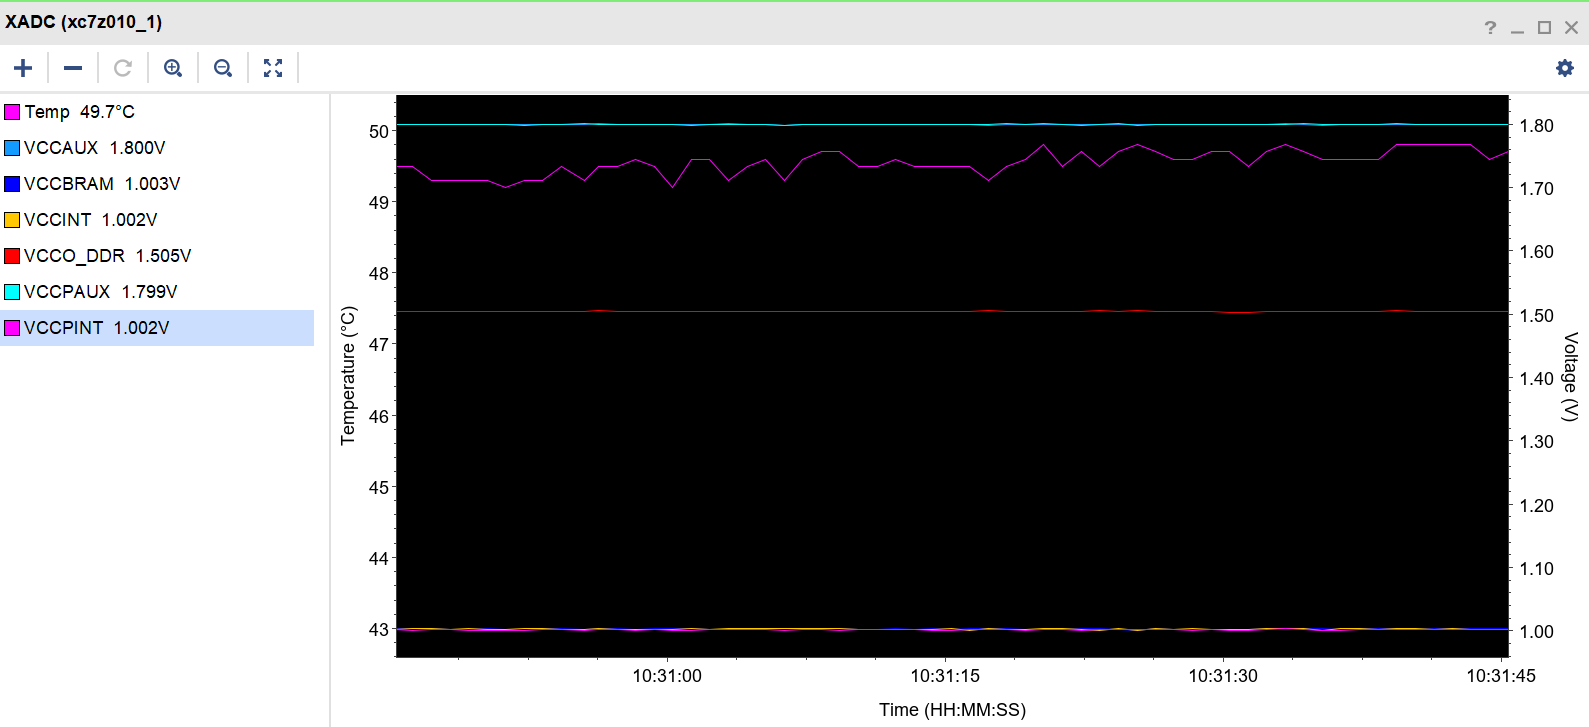 XADC (xc7z010_1)
?
Temp 49.7°C
VCCAUX 1.800V
VCCBRAM 1.003V
VCCINT 1.002V
VCCO_DDR 1.505V
VCCPAUX 1.799V
VCCPINT 1.002V
Temperature (°C)
50
49
48
47
46
45
44
43
1.80
1.70
1.60
1.50
1.40
1.30
1.20
1.10
1.00
Voltage (V)
10:31:00 10:31:15 10:31:30 10:31:45
Time (HH:MM:SS)